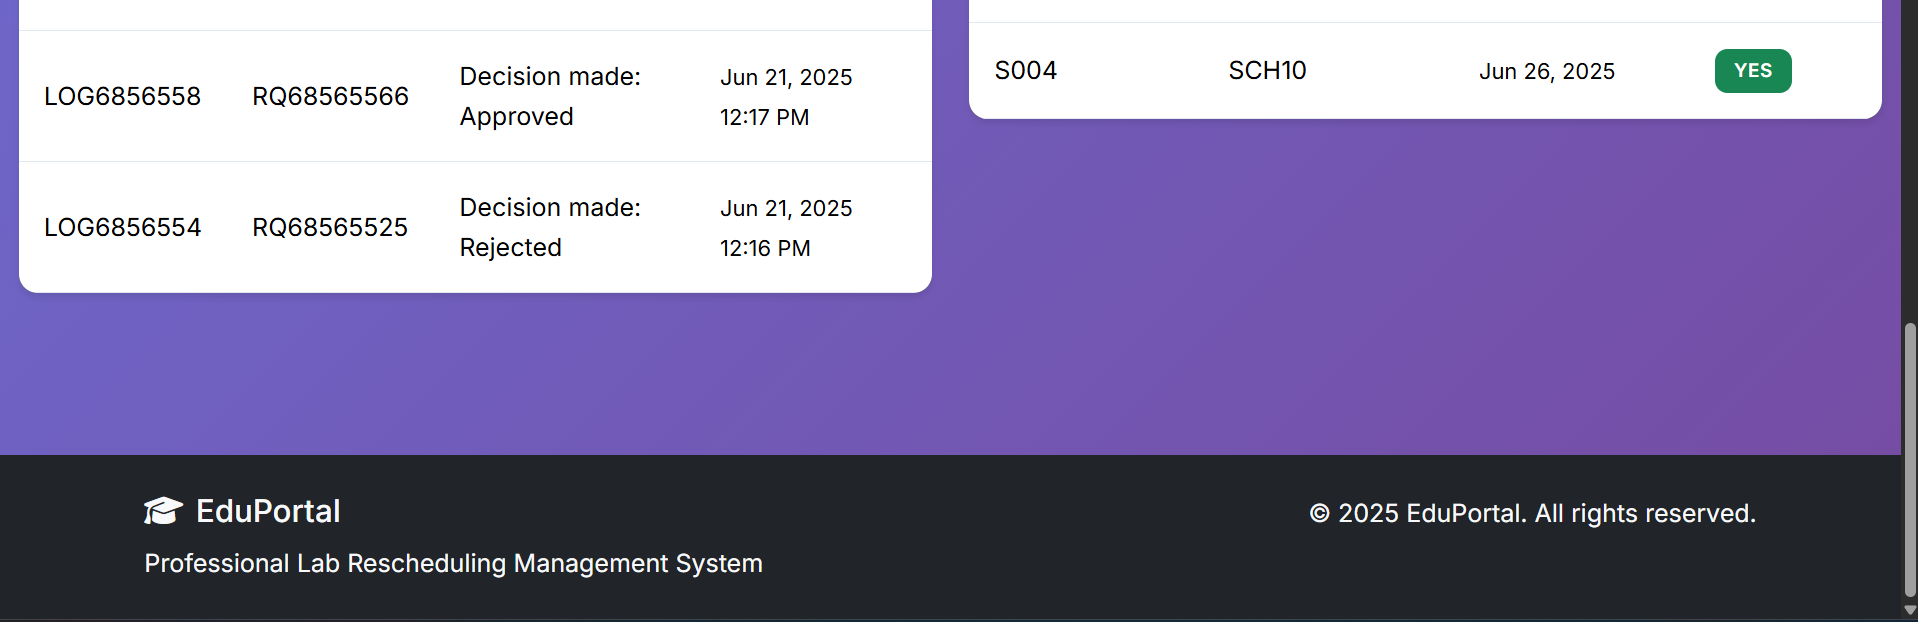 LOG6856558 RQ68565566 Decision made: Jun 21, 2025
Approved 12:17 PM
LOG6856554 RQ68565525 Decision made: Jun 21, 2025
Rejected 12:16 PM
S004 SCH10 Jun 26, 2025 YES
EduPortal
Professional Lab Rescheduling Management System
© 2025 EduPortal. All rights reserved.